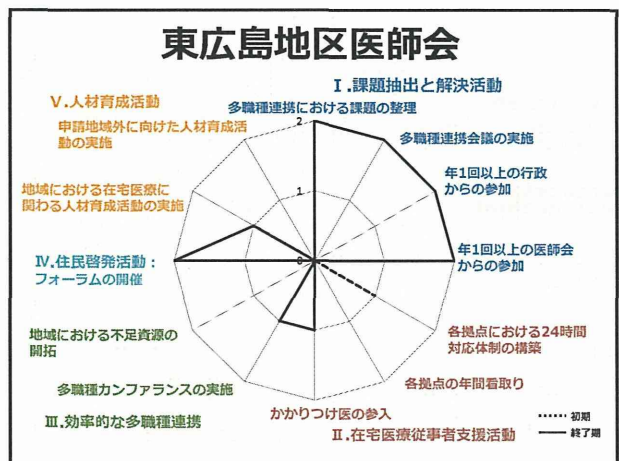 東広島地区医師会
Ⅰ.課題抽出と解決活動
Ⅴ.人材育成活動
多職種連携における課題の整理
申請地域外に向けた人材育成活
動の実施
多職種連携会議の実施
年1回以上の行政
からの参加
地域における在宅医療に
関わる人材育成活動の実施
2
1
0
年1回以上の医師会
からの参加
Ⅳ.住民啓発活動：
フォーラムの開催
地域における不足資源の
開拓
各拠点における24時間
対応体制の構築
多職種カンファランスの実施
各拠点の年間看取り
かかりつけ医の参入
Ⅲ.効率的な多職種連携
Ⅱ.在宅医療従事者支援活動
初期
終了期